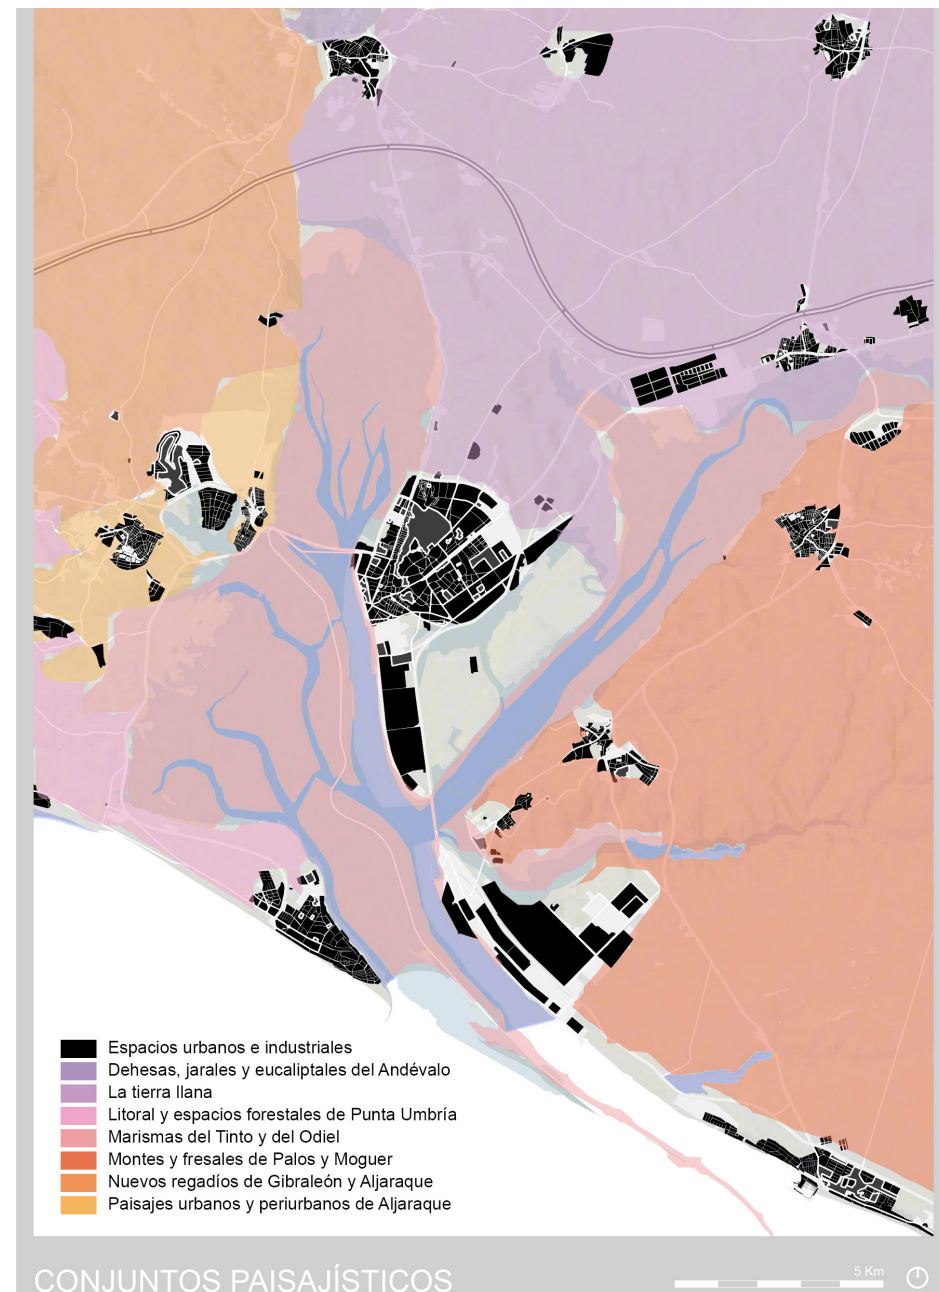 Espacios urbanos e industriales
Dehesas, jarales y eucaliptales del Andévalo
La tierra llana
Litoral y espacios forestales de Punta Umbría
Marismas del Tinto y del Odiel
Montes y fresales de Palos y Moguer
Nuevos regadíos de Gibraleón y Aljaraque
Paisajes urbanos y periurbanos de Aljaraque
5 Km
CONJUNTOS PAISAJÍSTICOS